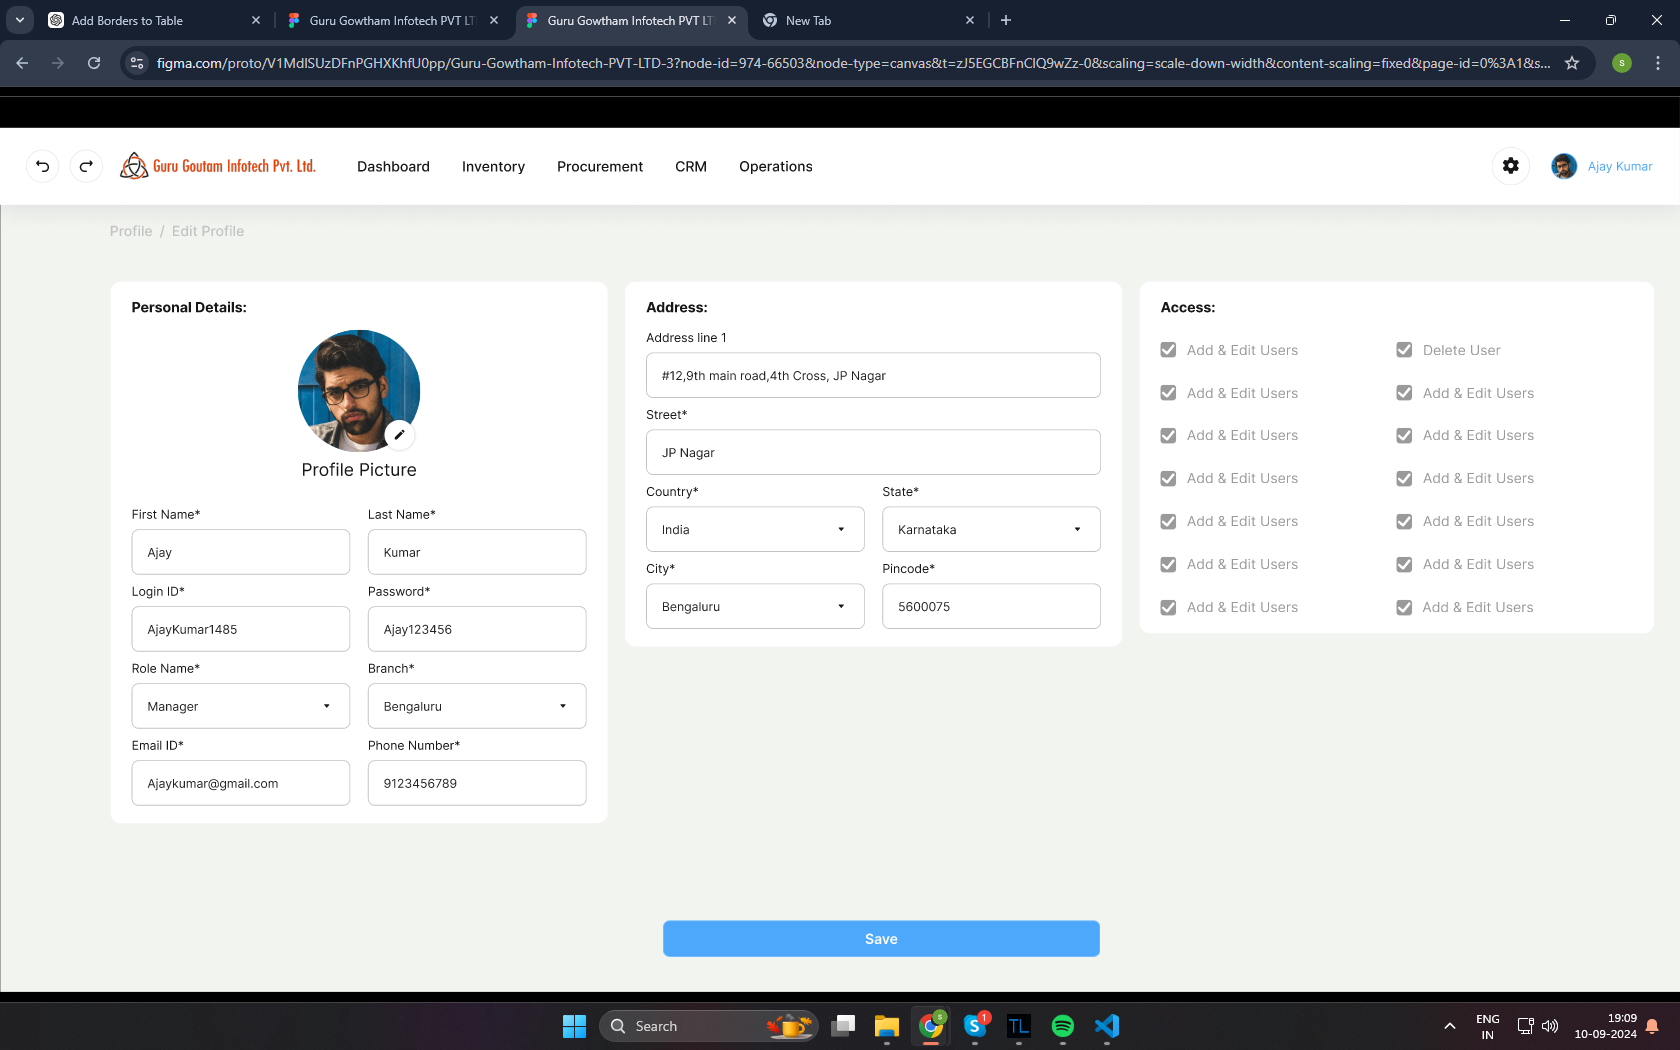 Add Borders to Table
Guru Gowtham Infotech PVT LT
Guru Gowtham Infotech PVT LT
New Tab
figma.com/proto/V1MdlSUzDFnPGHXKhfU0pp/Guru-Gowtham-Infotech-PVT-LTD-3?node-id=974-66503&node-type=canvas&t=zJ5EGCBFnClQ9wZz-0&scaling=scale-down-width&content-scaling=fixed&page-id=0%3A1&s...
S
Guru Goutam Infotech Pvt. Ltd.
Dashboard
Inventory
Procurement
CRM
Operations
Ajay Kumar
Profile / Edit Profile
Personal Details:
Profile Picture
First Name*
Last Name*
Ajay
Kumar
Login ID*
Password*
AjayKumar1485
Ajay123456
Role Name*
Branch*
Manager
Bengaluru
Email ID*
Phone Number*
Ajaykumar@gmail.com
9123456789
Address:
Address line 1
#12,9th main road,4th Cross, JP Nagar
Street*
JP Nagar
Country*
State*
India
Karnataka
City*
Pincode*
Bengaluru
5600075
Access:
Add & Edit Users
Delete User
Add & Edit Users
Add & Edit Users
Add & Edit Users
Add & Edit Users
Add & Edit Users
Add & Edit Users
Add & Edit Users
Add & Edit Users
Add & Edit Users
Add & Edit Users
Add & Edit Users
Add & Edit Users
Save
Search
S
S
1
TL
ENG
IN
19:09
10-09-2024